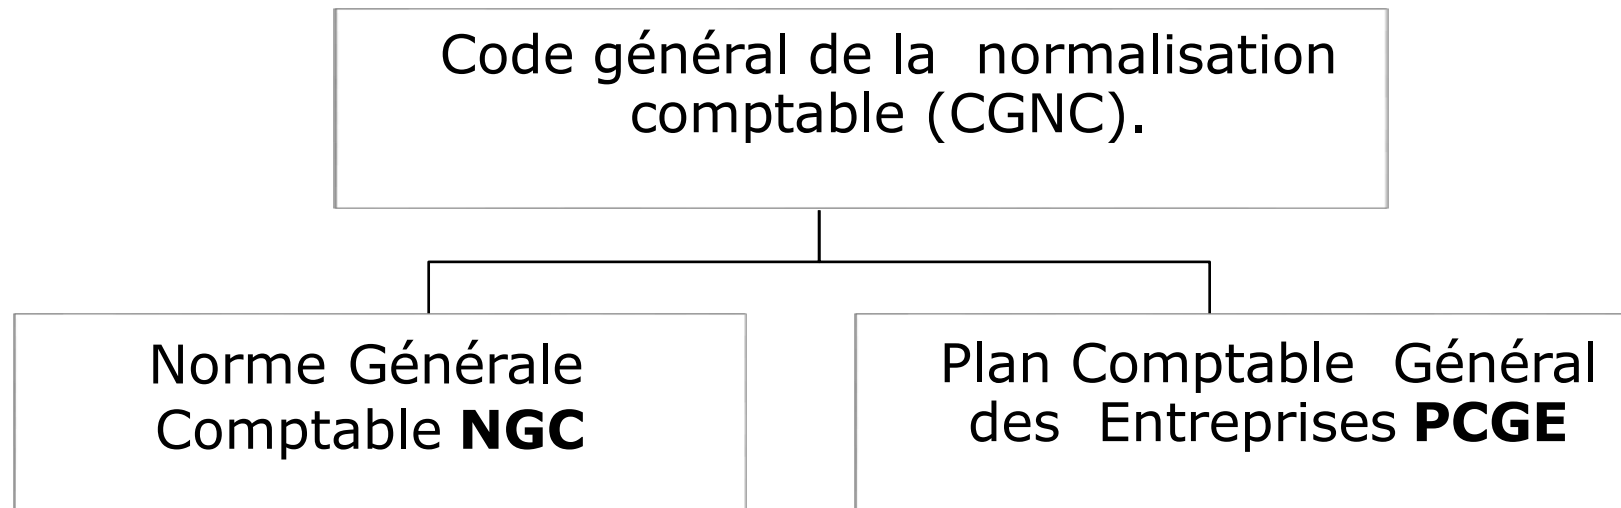 Code général de la normalisation
comptable (CGNC).
Norme Générale
Comptable NGC
Plan Comptable Général
des Entreprises PCGE